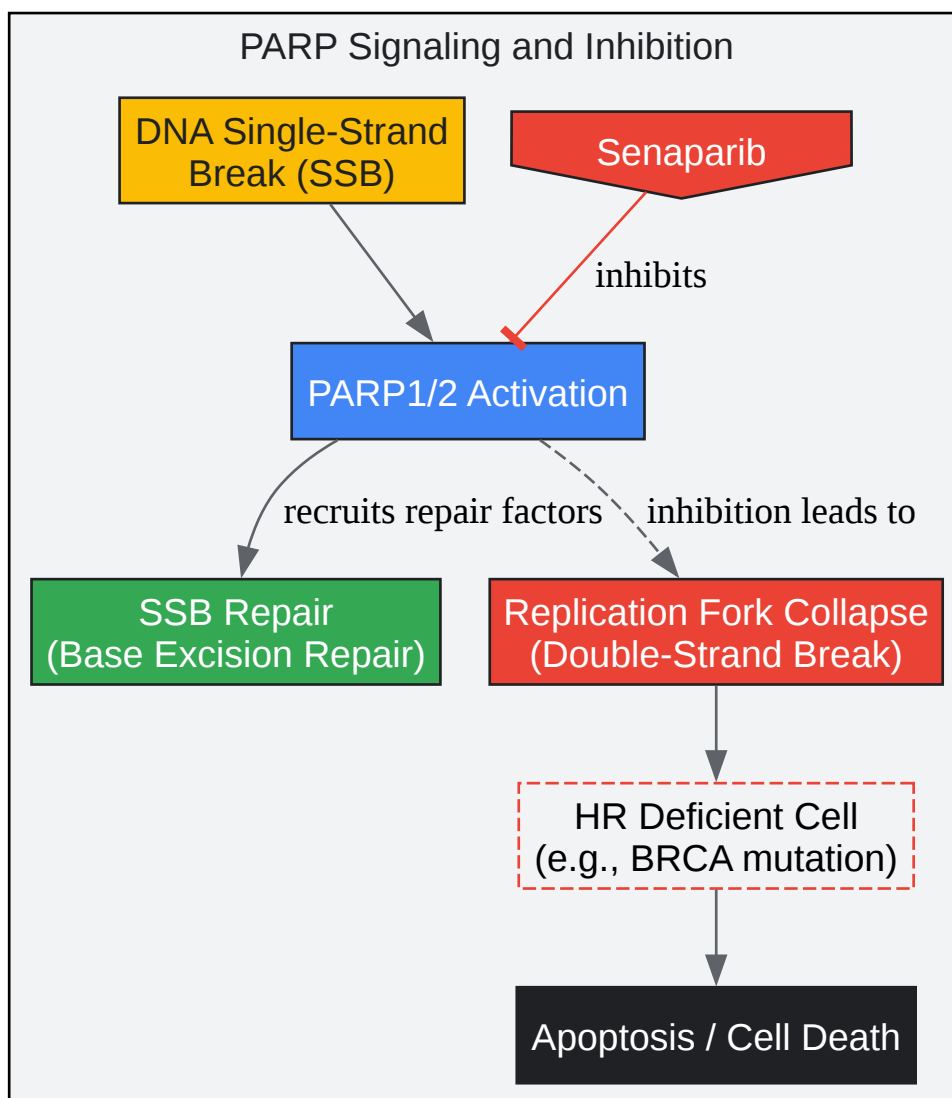 PARP Signaling and Inhibition
DNA Single-Strand
Break (SSB)
Senaparib
inhibits
PARP1/2 Activation
recruits repair factors
inhibition leads to
SSB Repair
(Base Excision Repair)
Replication Fork Collapse
(Double-Strand Break)
HR Deficient Cell
(e.g., BRCA mutation)
Apoptosis / Cell Death